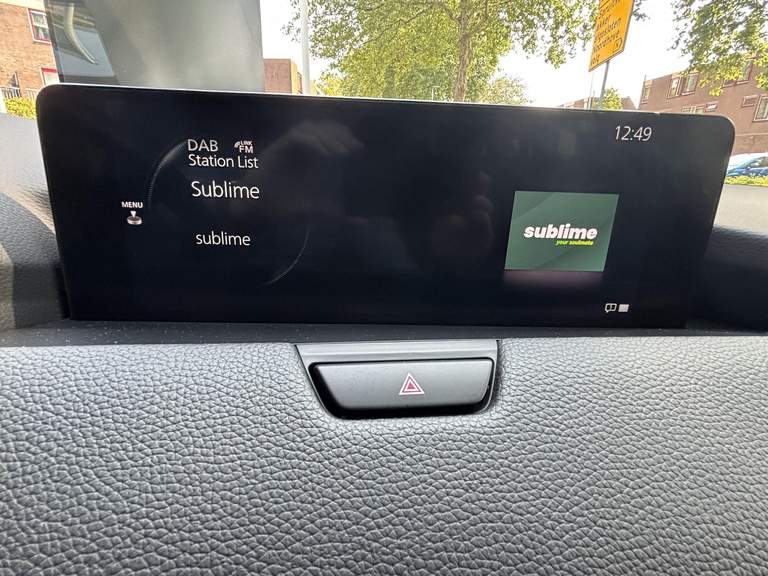 12:49
DAB LINK FM
Station List
Sublime
MENU
sublime
sublime
your soulmate